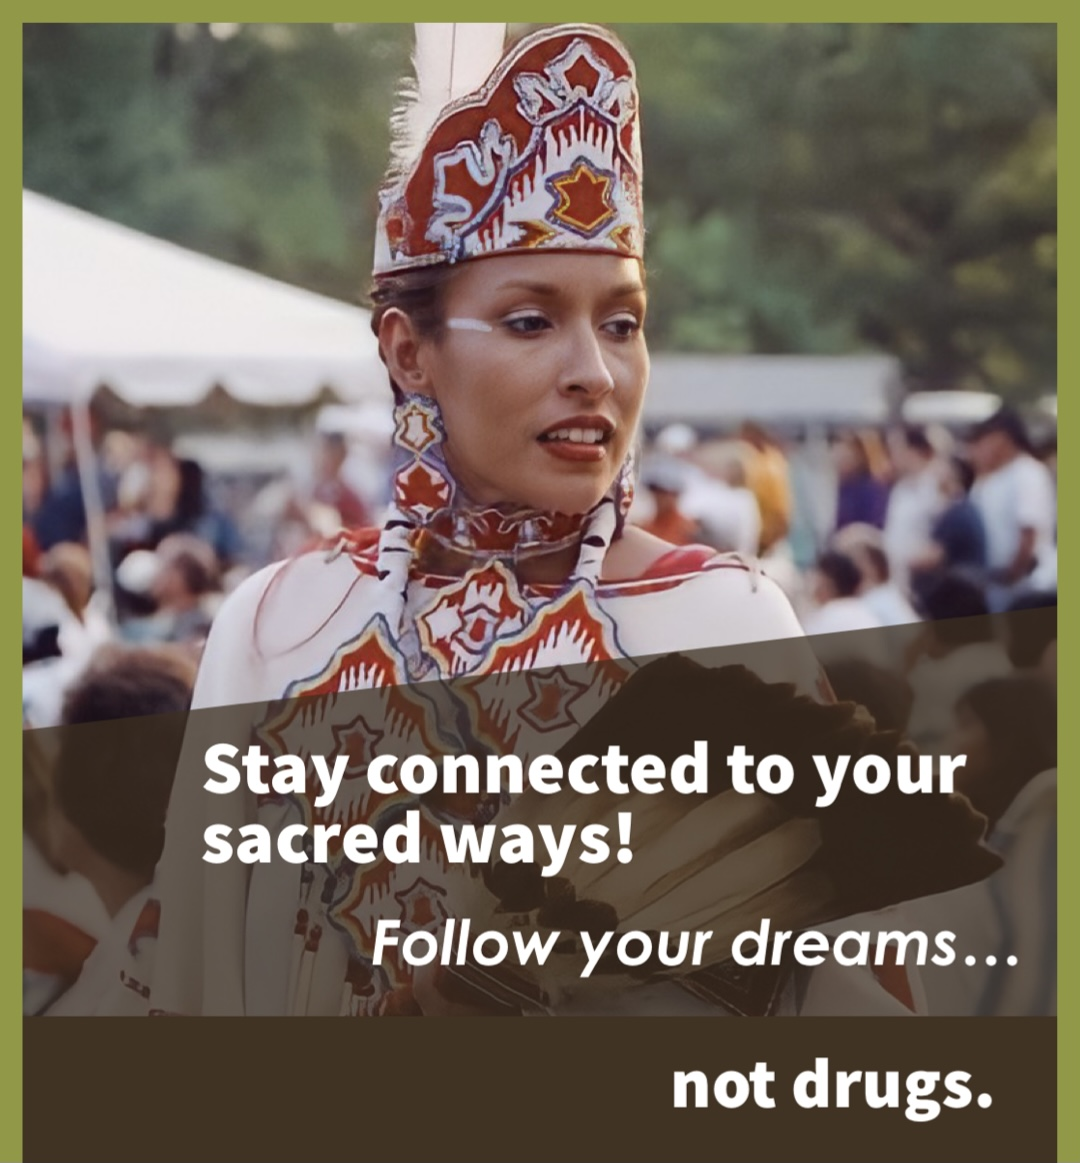 Stay connected to your
sacred ways!
Follow your dreams...
not drugs.